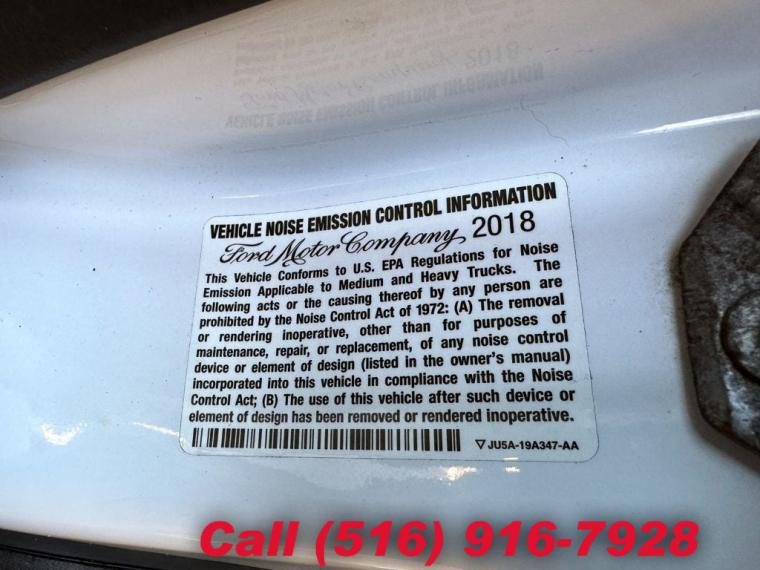 VEHICLE NOISE EMISSION CONTROL INFORMATION
Ford Motor Company 2018
This Vehicle Conforms to U.S. EPA Regulations for Noise
Emission Applicable to Medium and Heavy Trucks. The
following acts or the causing thereof by any person are
prohibited by the Noise Control Act of 1972: (A) The removal
or rendering inoperative, other than for purposes of
maintenance, repair, or replacement, of any noise control
device or element of design (listed in the owner's manual)
incorporated into this vehicle in compliance with the Noise
Control Act; (B) The use of this vehicle after such device or
element of design has been removed or rendered inoperative.
JU5A-19A347-AA
Call (516) 916-7928